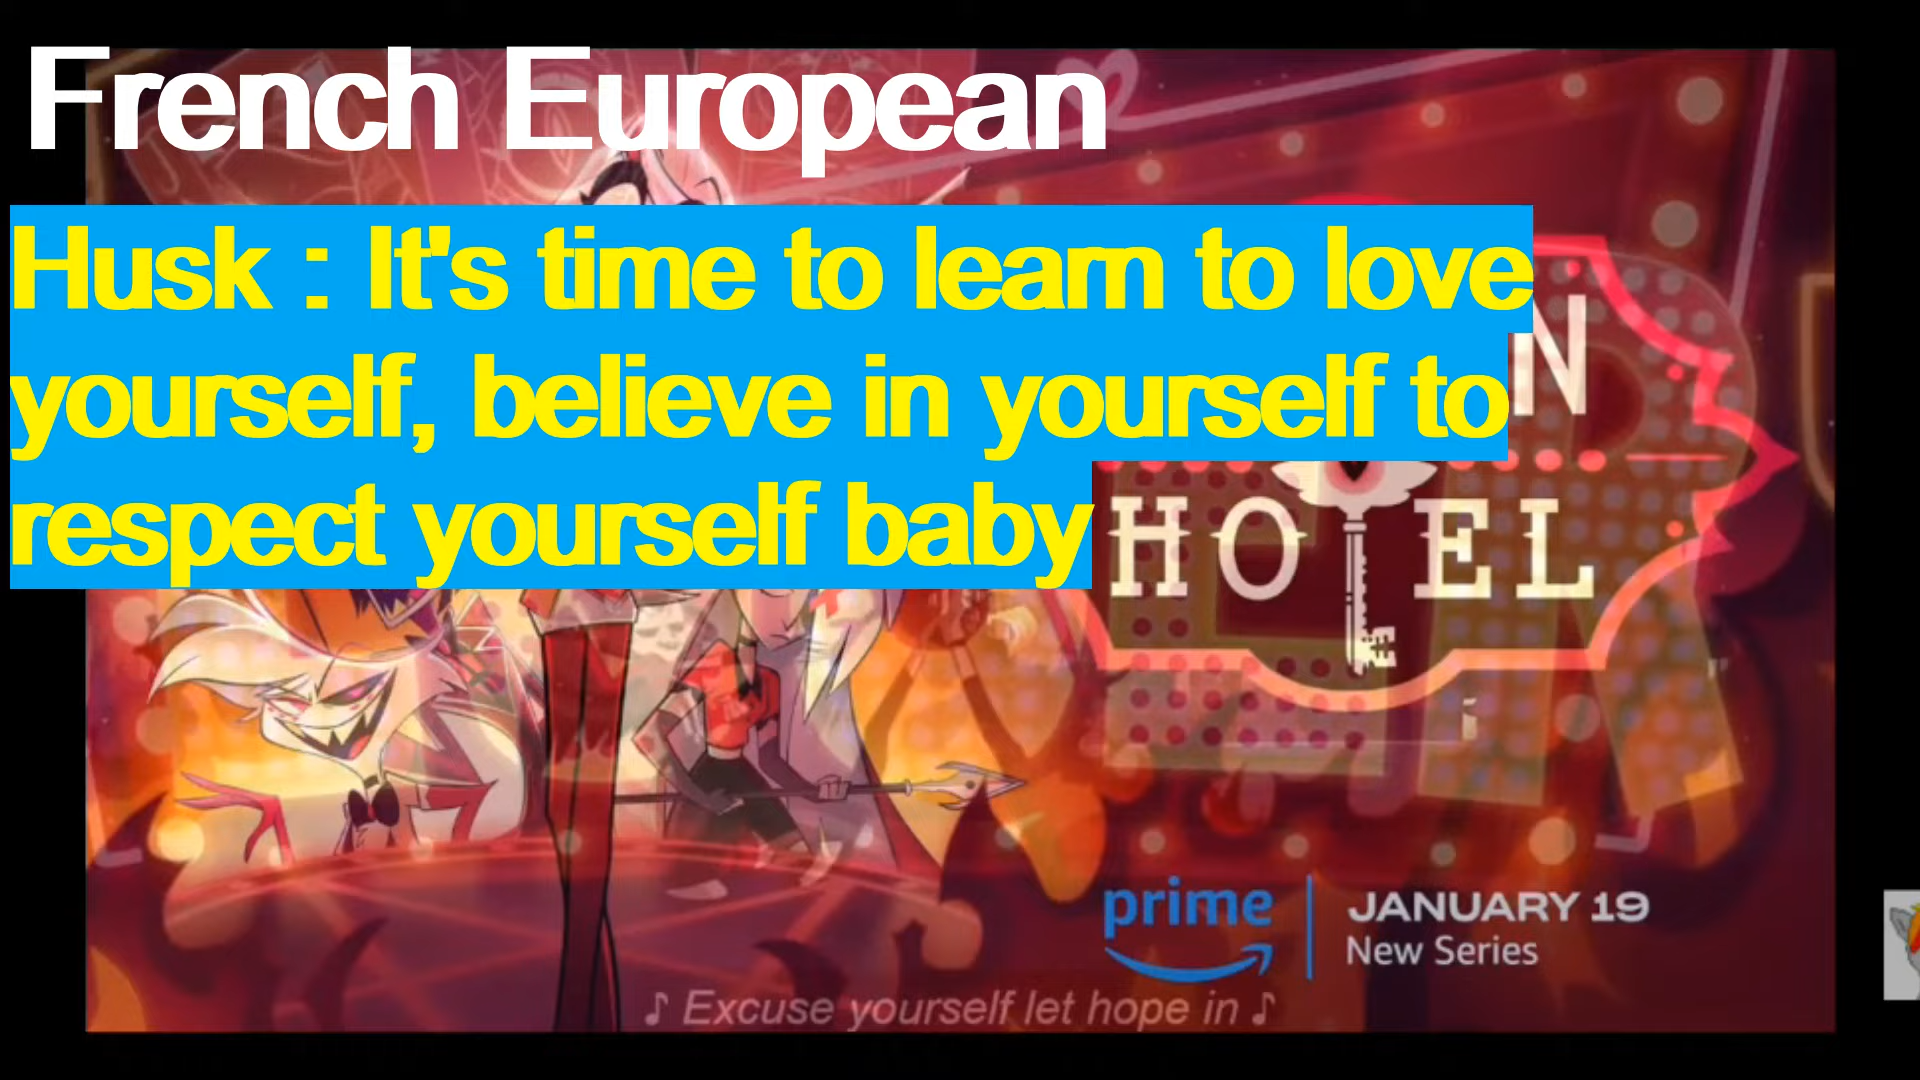 French European
Husk : It's time to learn to love
yourself, believe in yourself to
respect yourself baby
N
HOTEL
prime
JANUARY 19
New Series
♪ Excuse yourself let hope in ♪